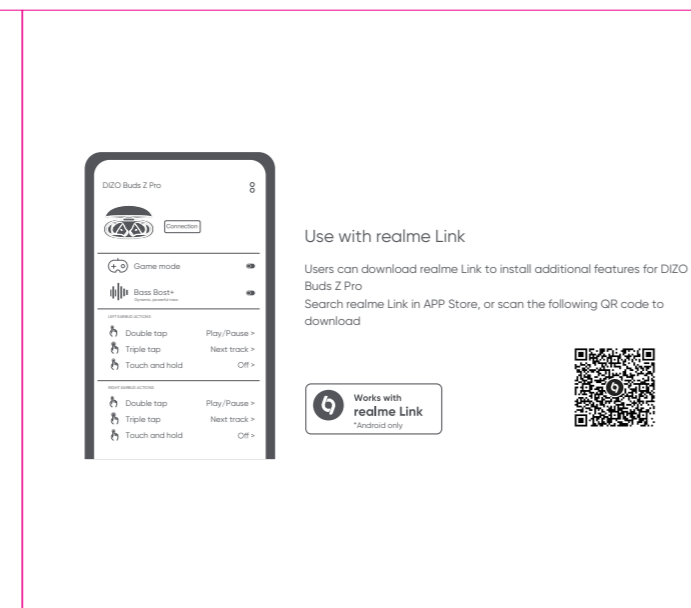 DIZO Buds Z Pro
Connection
Game mode
Bass Bost+
Dynamic, powerful bass
LEFT EARBUD ACTIONS
Double tap Play/Pause >
Triple tap Next track >
Touch and hold Off >
RIGHT EARBUD ACTIONS
Double tap Play/Pause >
Triple tap Next track >
Touch and hold Off >
Use with realme Link
Users can download realme Link to install additional features for DIZO
Buds Z Pro
Search realme Link in APP Store, or scan the following QR code to
download
Works with
realme Link
*Android only